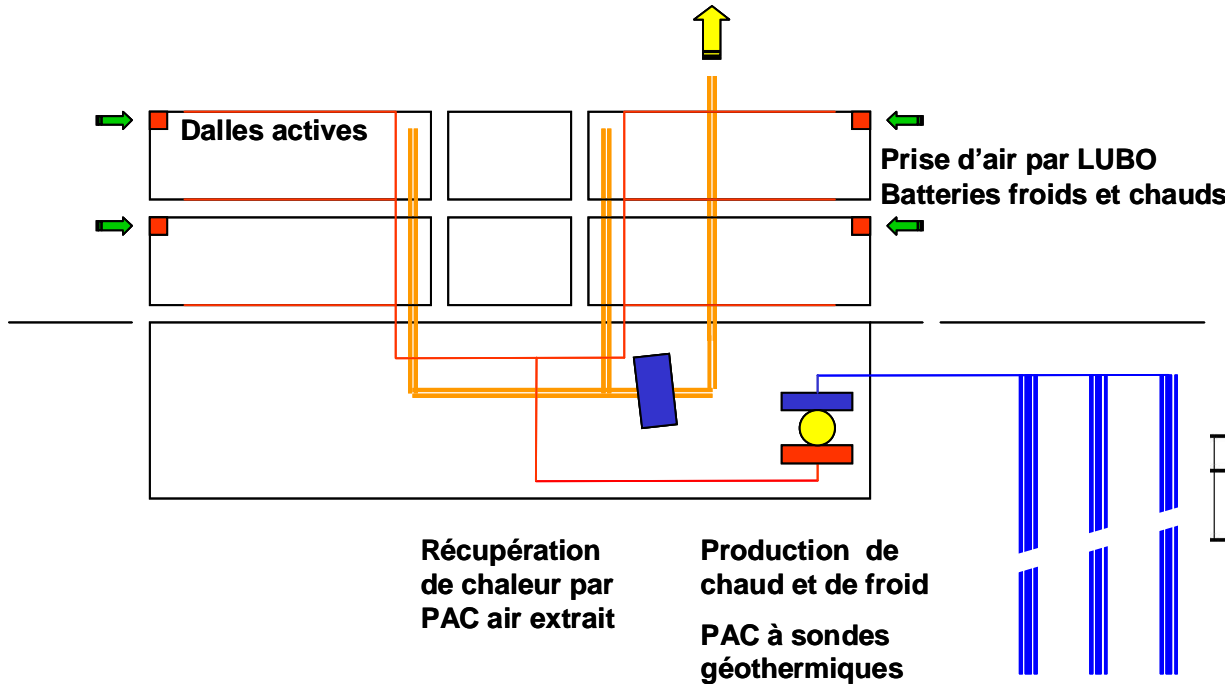 Dalles actives
Prise d'air par LUBO
Batteries froids et chauds
Récupération
de chaleur par
PAC air extrait
Production de
chaud et de froid
PAC à sondes
géothermiques